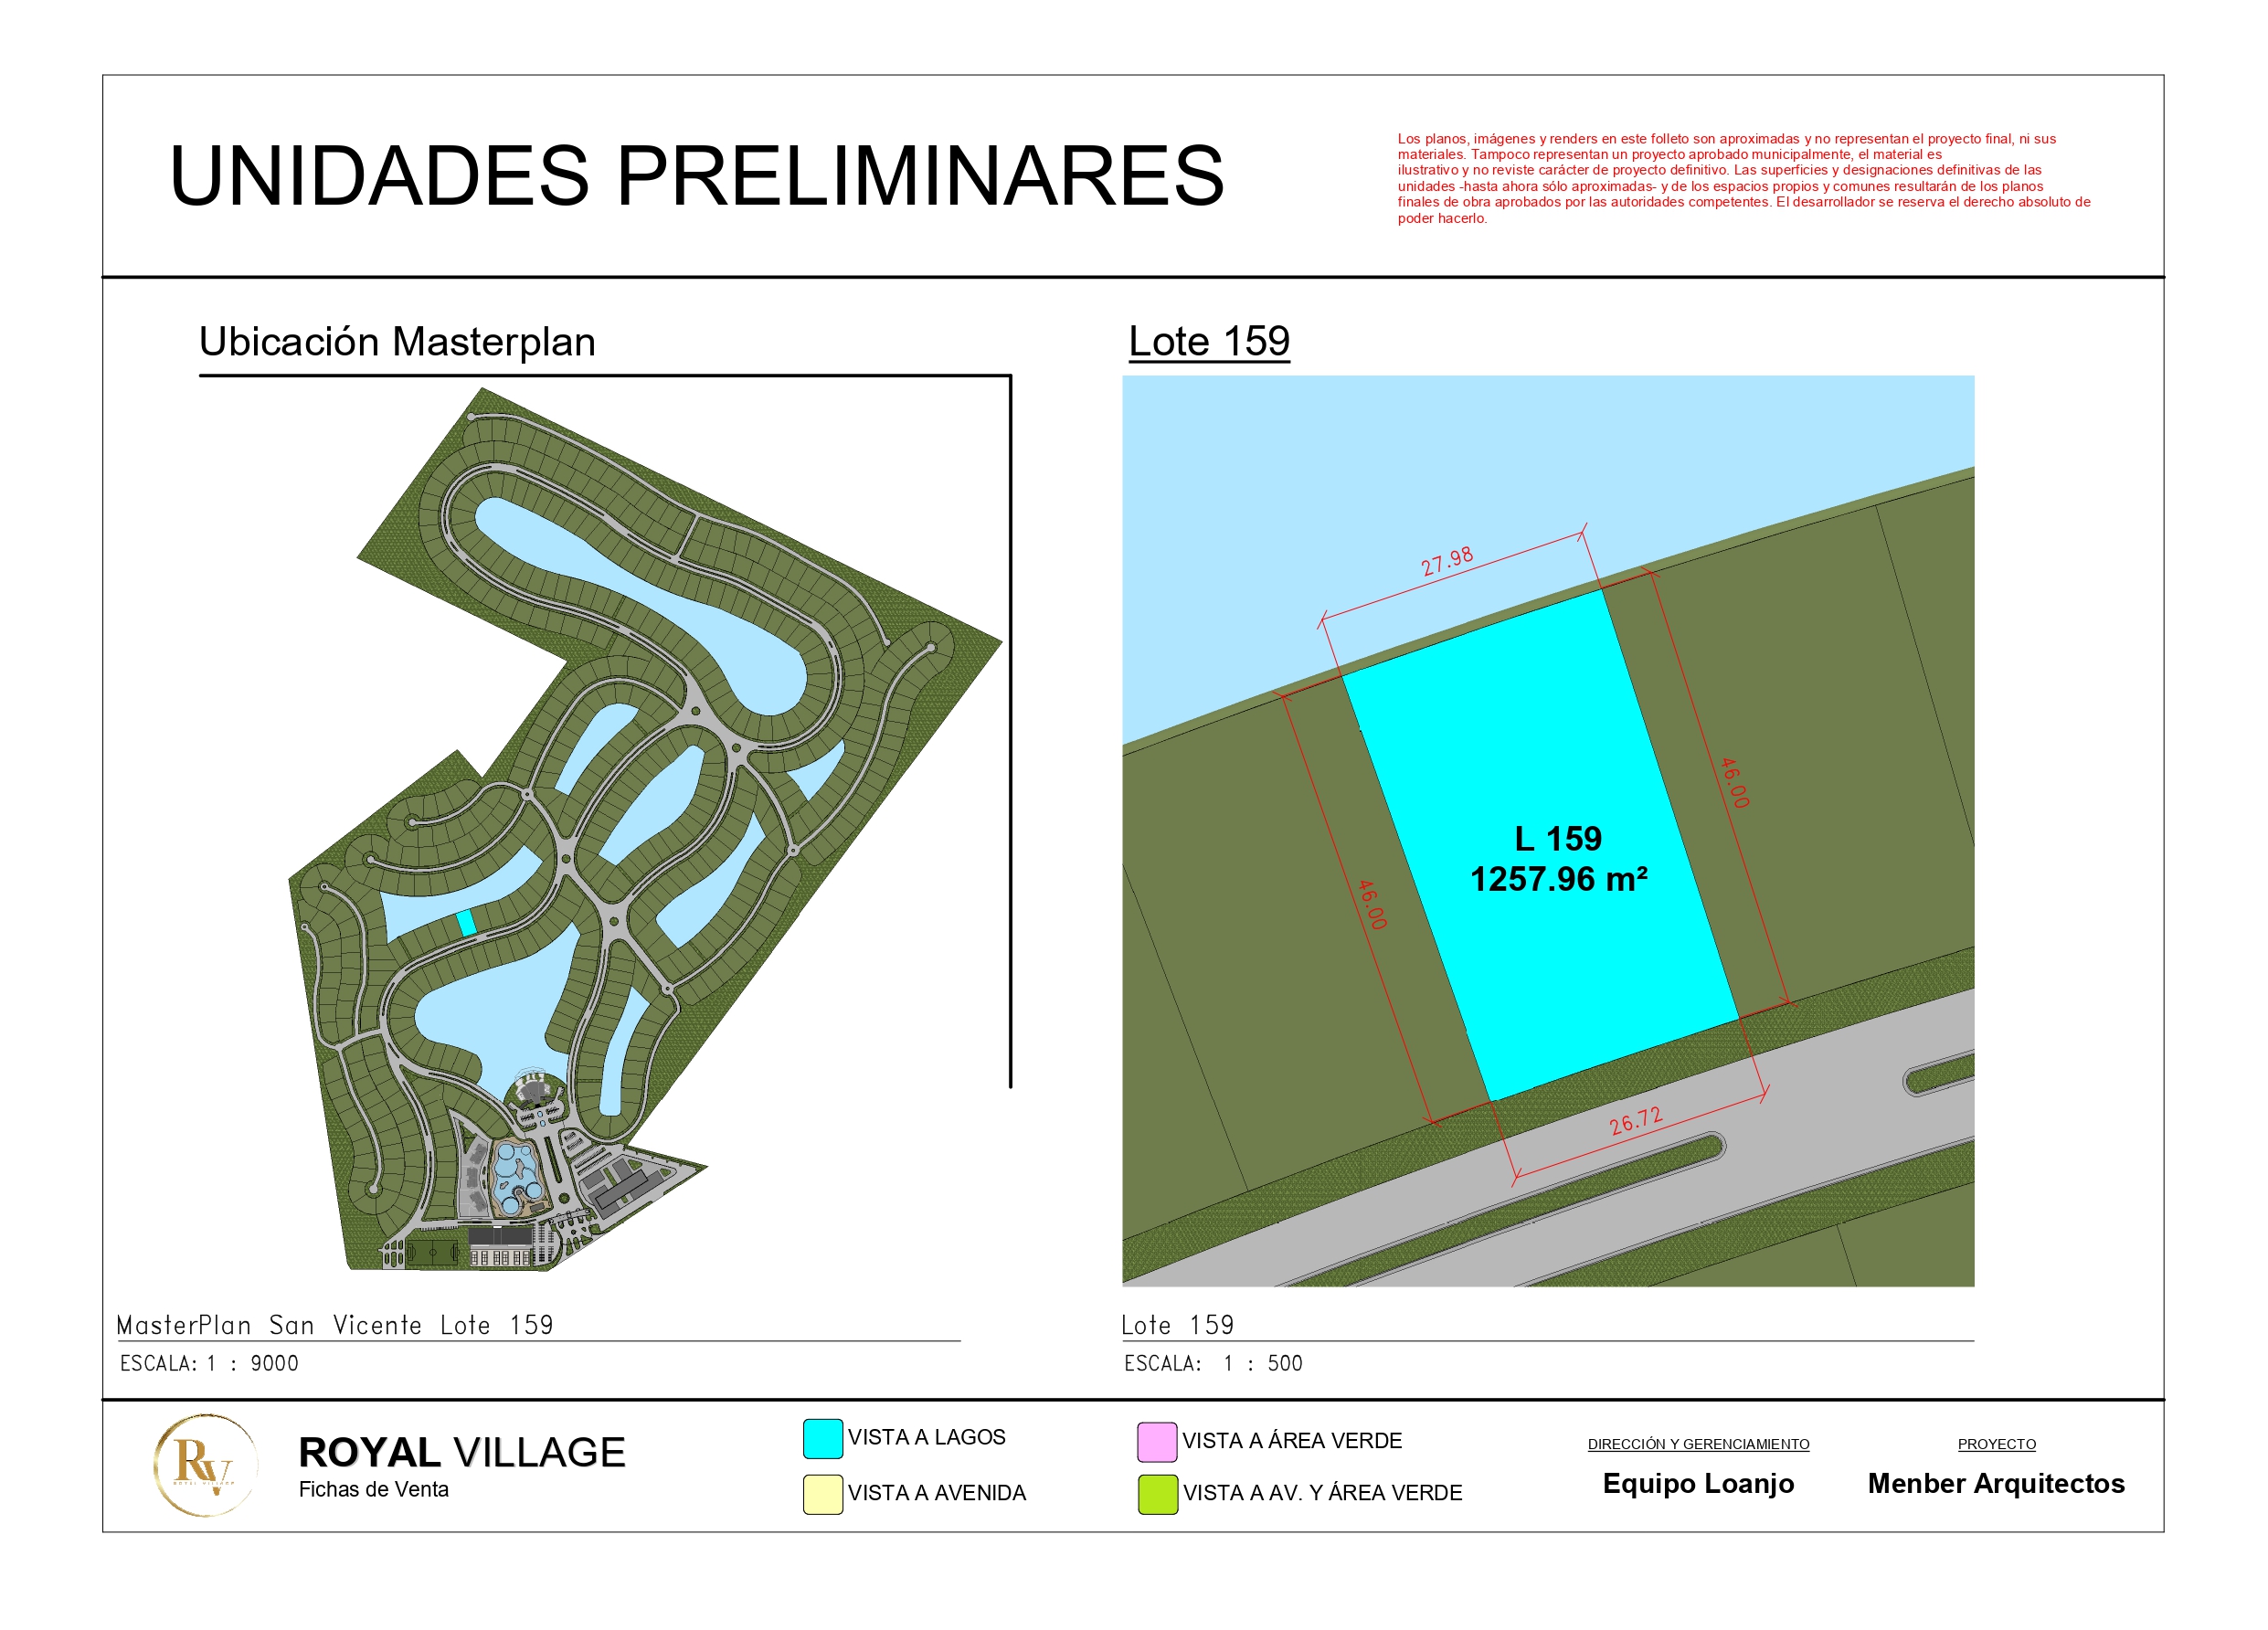 UNIDADES PRELIMINARES
Los planos, imágenes y renders en este folleto son aproximadas y no representan el proyecto final, ni sus
materiales. Tampoco representan un proyecto aprobado municipalmente, el material es
ilustrativo y no reviste carácter de proyecto definitivo. Las superficies y designaciones definitivas de las
unidades -hasta ahora sólo aproximadas- y de los espacios propios y comunes resultarán de los planos
finales de obra aprobados por las autoridades competentes. El desarrollador se reserva el derecho absoluto de
poder hacerlo.
Ubicación Masterplan
Lote 159
27.98
46.00
46.00
L 159
1257.96 m²
26.72
MasterPlan San Vicente Lote 159
ESCALA: 1 : 9000
Lote 159
ESCALA: 1 : 500
RV
ROYAL VILLAGE
ROYAL VILLAGE
Fichas de Venta
VISTA A LAGOS
VISTA A AVENIDA
VISTA A ÁREA VERDE
VISTA A AV. Y ÁREA VERDE
DIRECCIÓN Y GERENCIAMIENTO
Equipo Loanjo
PROYECTO
Menber Arquitectos